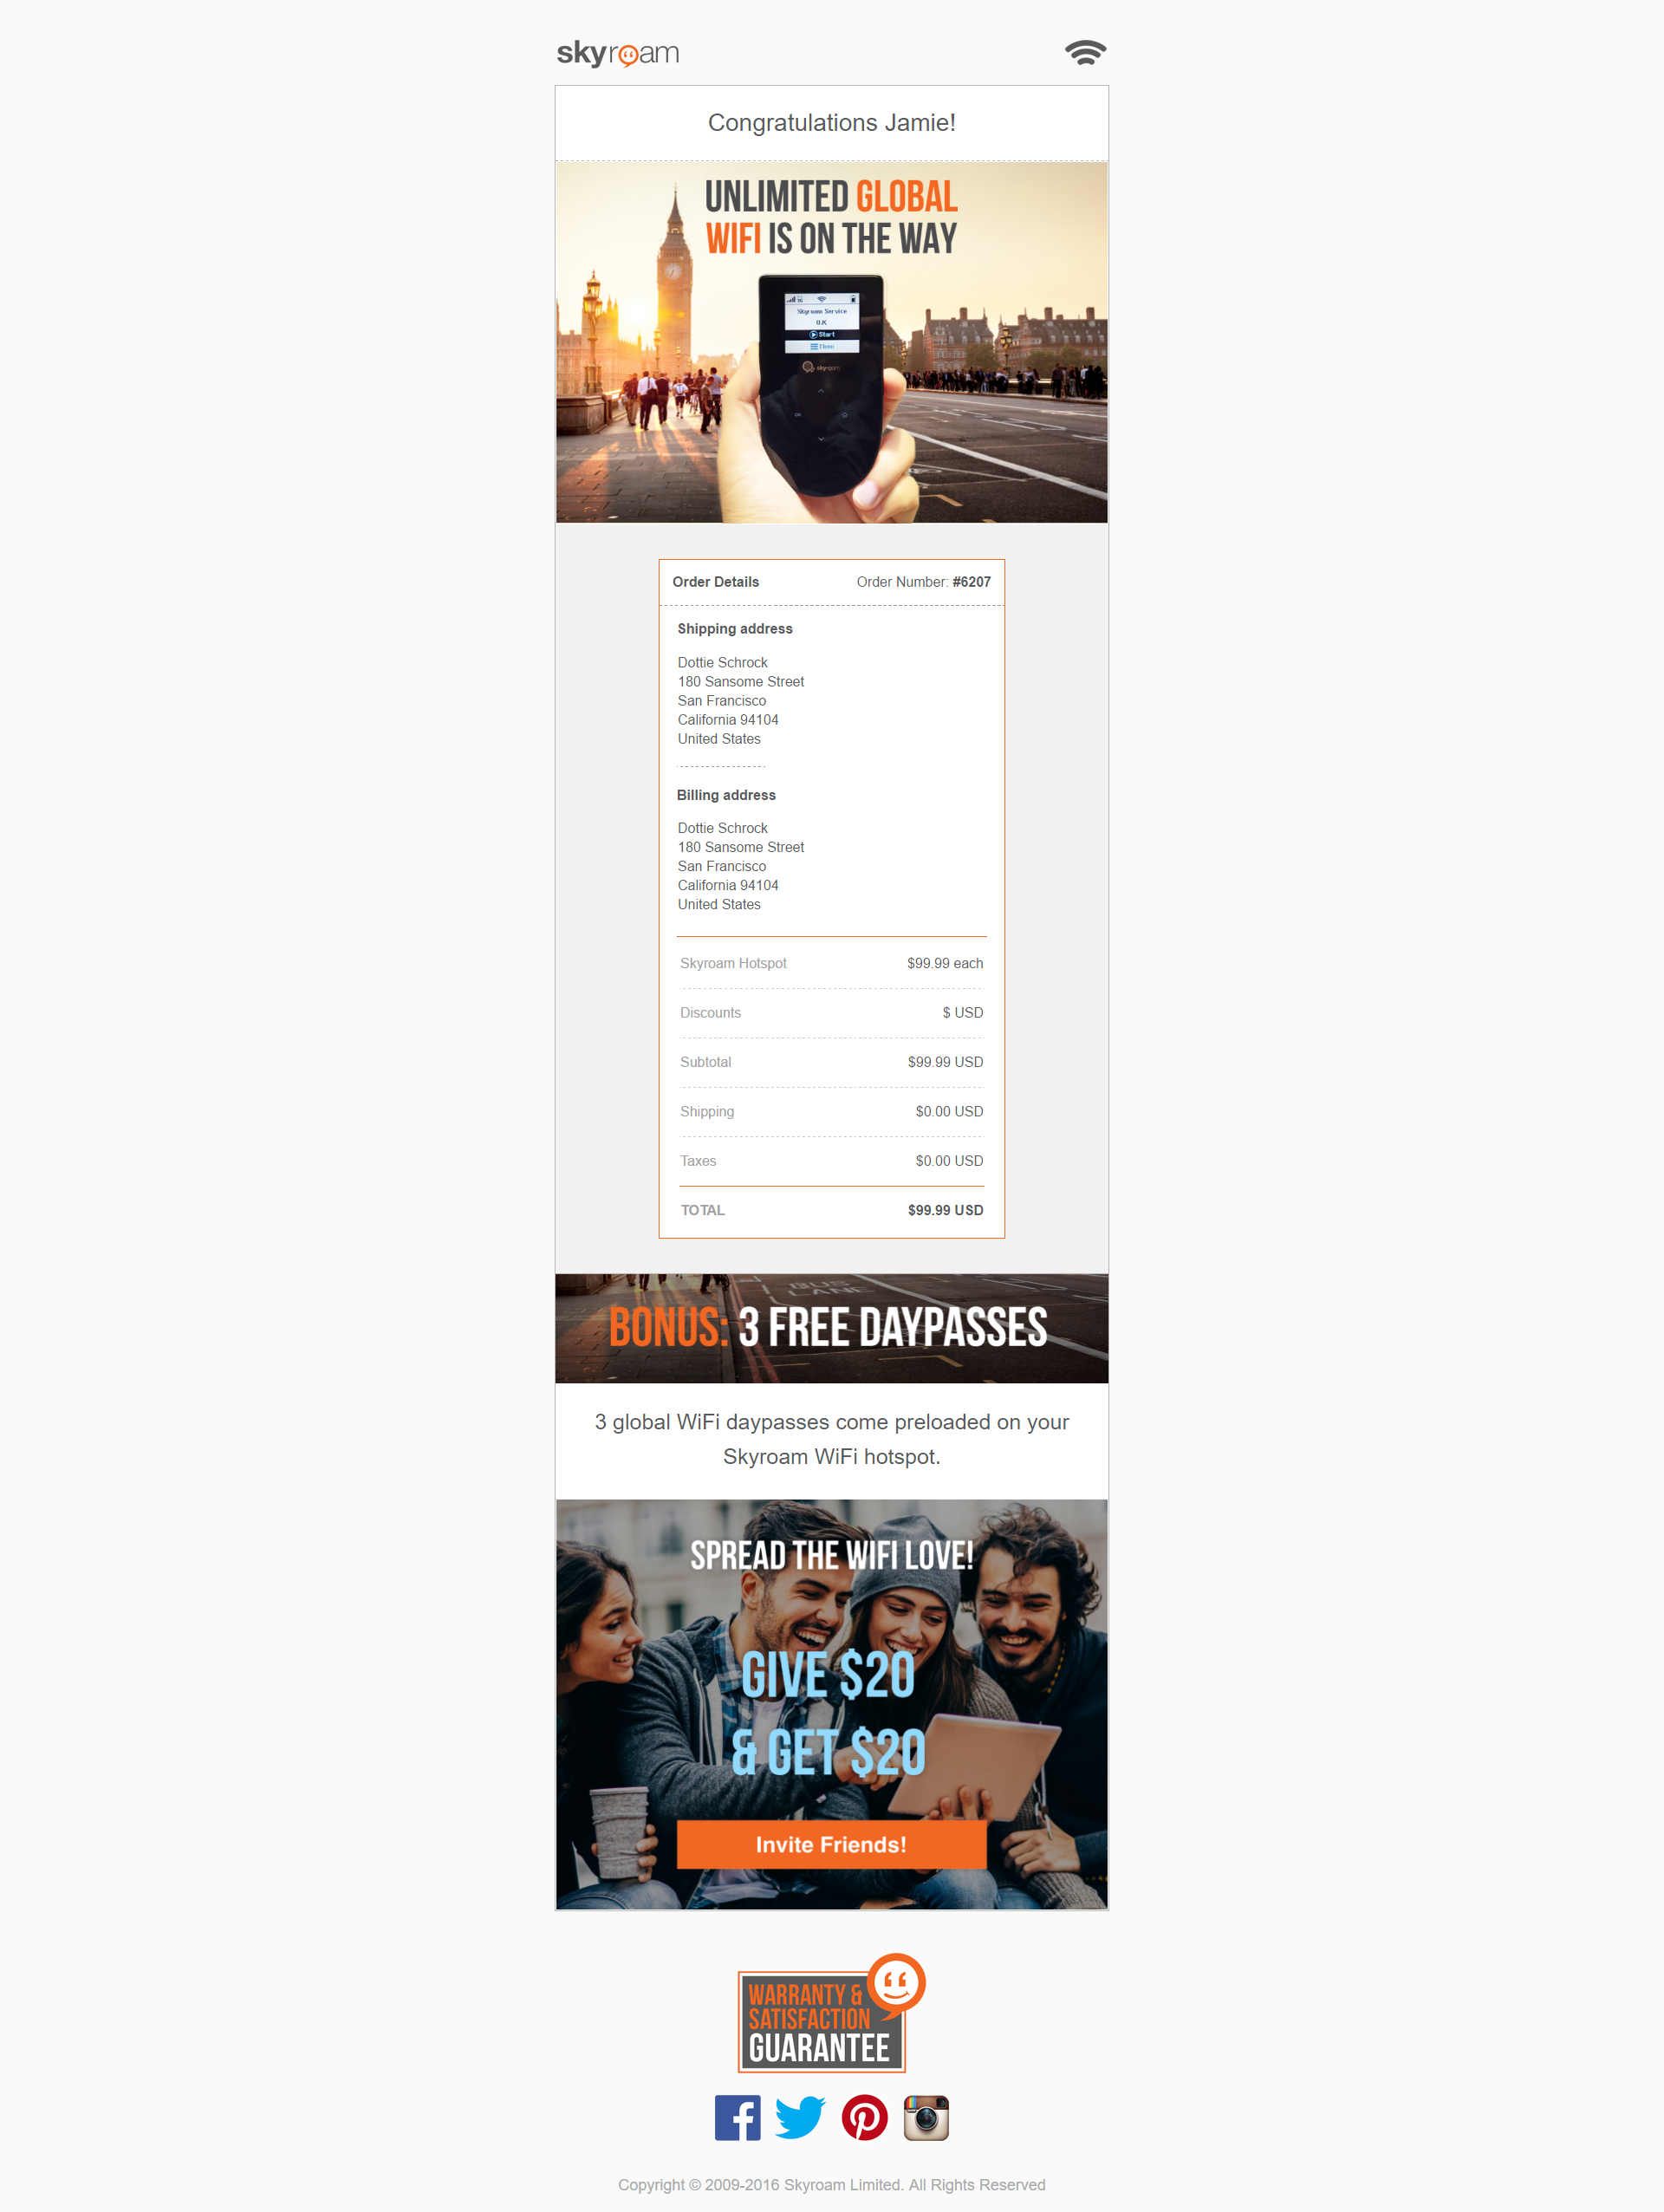 skyroam
Congratulations Jamie!
UNLIMITED GLOBAL
WIFI IS ON THE WAY
Skyroam Service
U.K
Start
Menu
skyroam
OK
Order Details Order Number: #6207
Shipping address
Dottie Schrock
180 Sansome Street
San Francisco
California 94104
United States
Billing address
Dottie Schrock
180 Sansome Street
San Francisco
California 94104
United States
Skyroam Hotspot $99.99 each
Discounts $ USD
Subtotal $99.99 USD
Shipping $0.00 USD
Taxes $0.00 USD
TOTAL $99.99 USD
BUS
LANE
BONUS: 3 FREE DAYPASSES
3 global WiFi daypasses come preloaded on your
Skyroam WiFi hotspot.
SPREAD THE WIFI LOVE!
GIVE $20
& GET $20
Invite Friends!
WARRANTY &
SATISFACTION
GUARANTEE
Copyright © 2009-2016 Skyroam Limited. All Rights Reserved